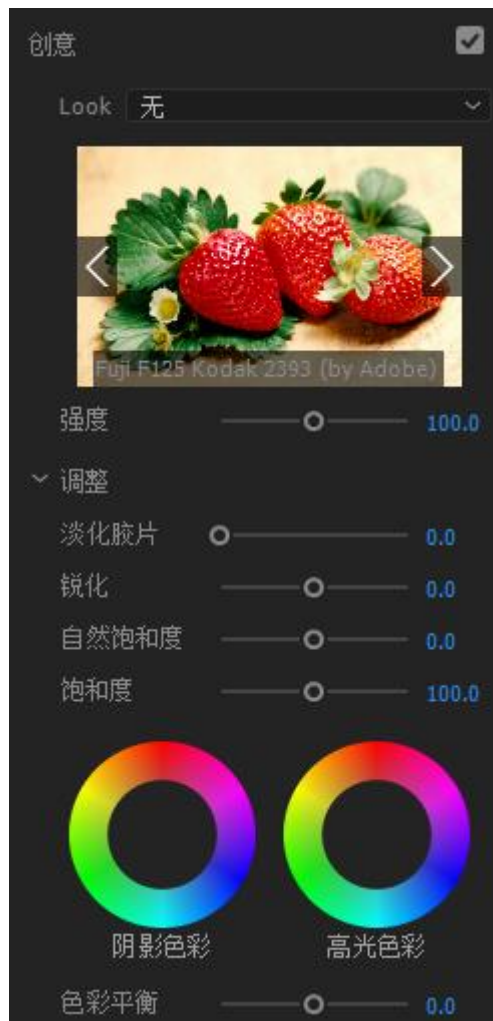 创意
Look 无
Fuji F125 Kodak 2393 (by Adobe)
强度 100.0
调整
淡化胶片 0.0
锐化 0.0
自然饱和度 0.0
饱和度 100.0
阴影色彩 高光色彩
色彩平衡 0.0